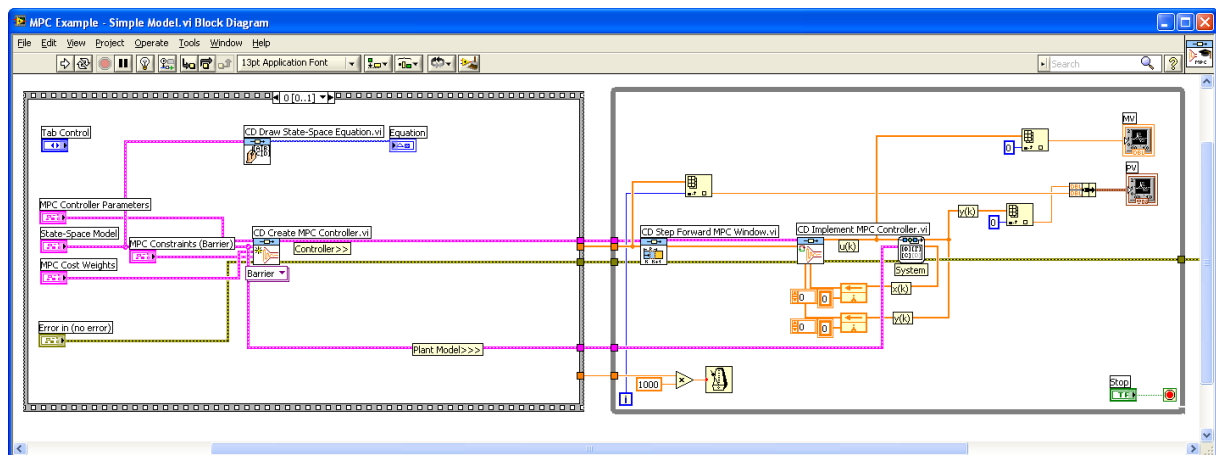 MPC Example - Simple Model.vi Block Diagram
File Edit View Project Operate Tools Window Help
13pt Application Font
Search
MPC
0 [0..1]
Tab Control
CD Draw State-Space Equation.vi
Equation
MPC Controller Parameters
State-Space Model
MPC Constraints (Barrier)
MPC Cost Weights
CD Create MPC Controller.vi
Controller>>
Barrier
Error in (no error)
Plant Model>>>
MV
0
PV
y(k)
0
CD Step Forward MPC Window.vi
CD Implement MPC Controller.vi
u(k)
System
x(k)
0 0
y(k)
0 0
1000
i
Stop
TF